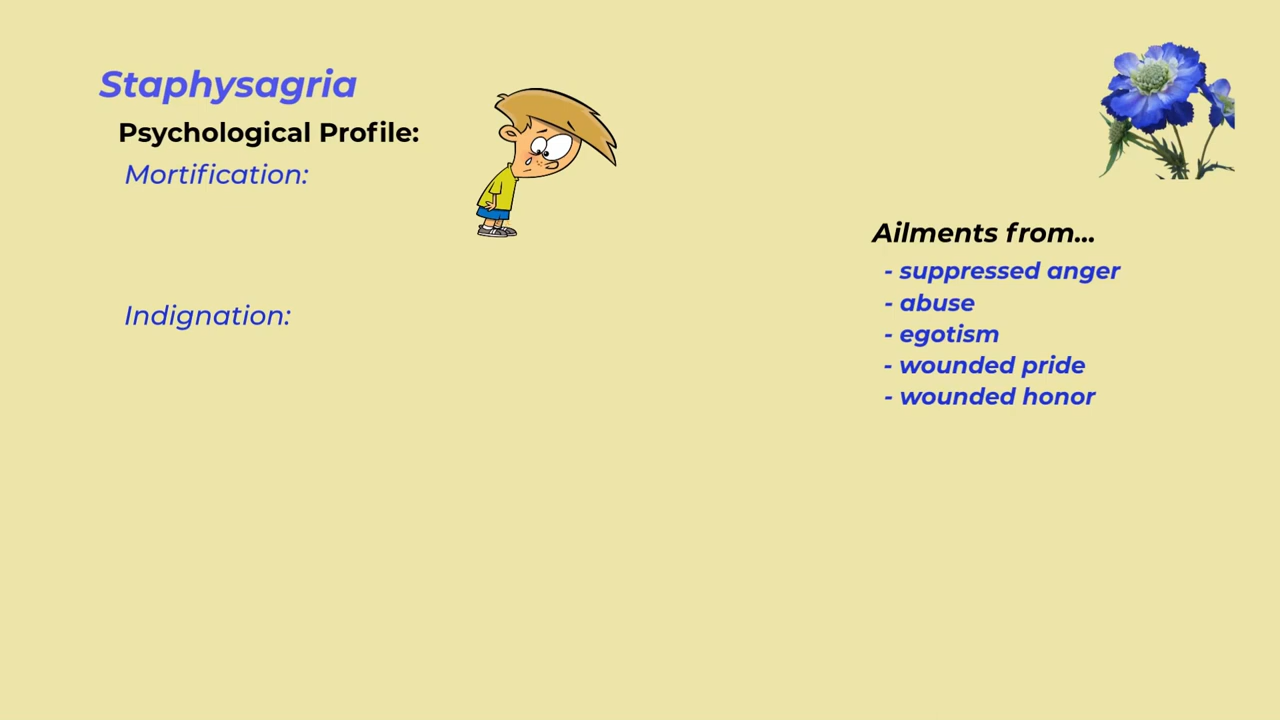 Staphysagria
Psychological Profile:
Mortification:
Indignation:
Ailments from...
- suppressed anger
- abuse
- egotism
- wounded pride
- wounded honor